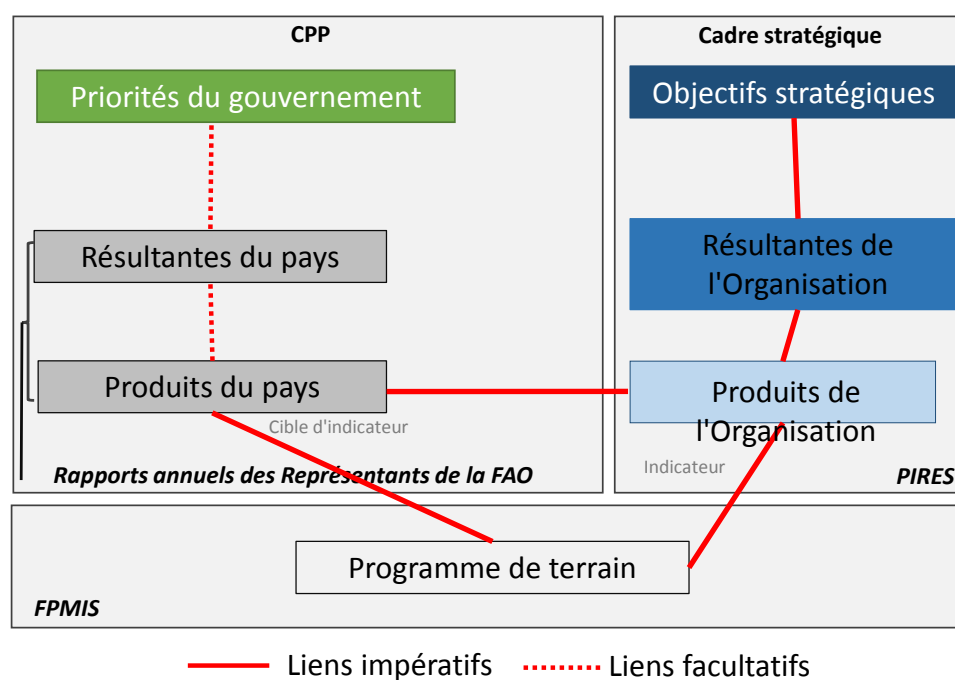 CPP
Priorités du gouvernement
Résultantes du pays
Produits du pays
Cible d'indicateur
Rapports annuels des Représentants de la FAO
Cadre stratégique
Objectifs stratégiques
Résultantes de
l'Organisation
Produits de
l'Organisation
Indicateur
PIRES
Programme de terrain
FPMIS
Liens impératifs
Liens facultatifs